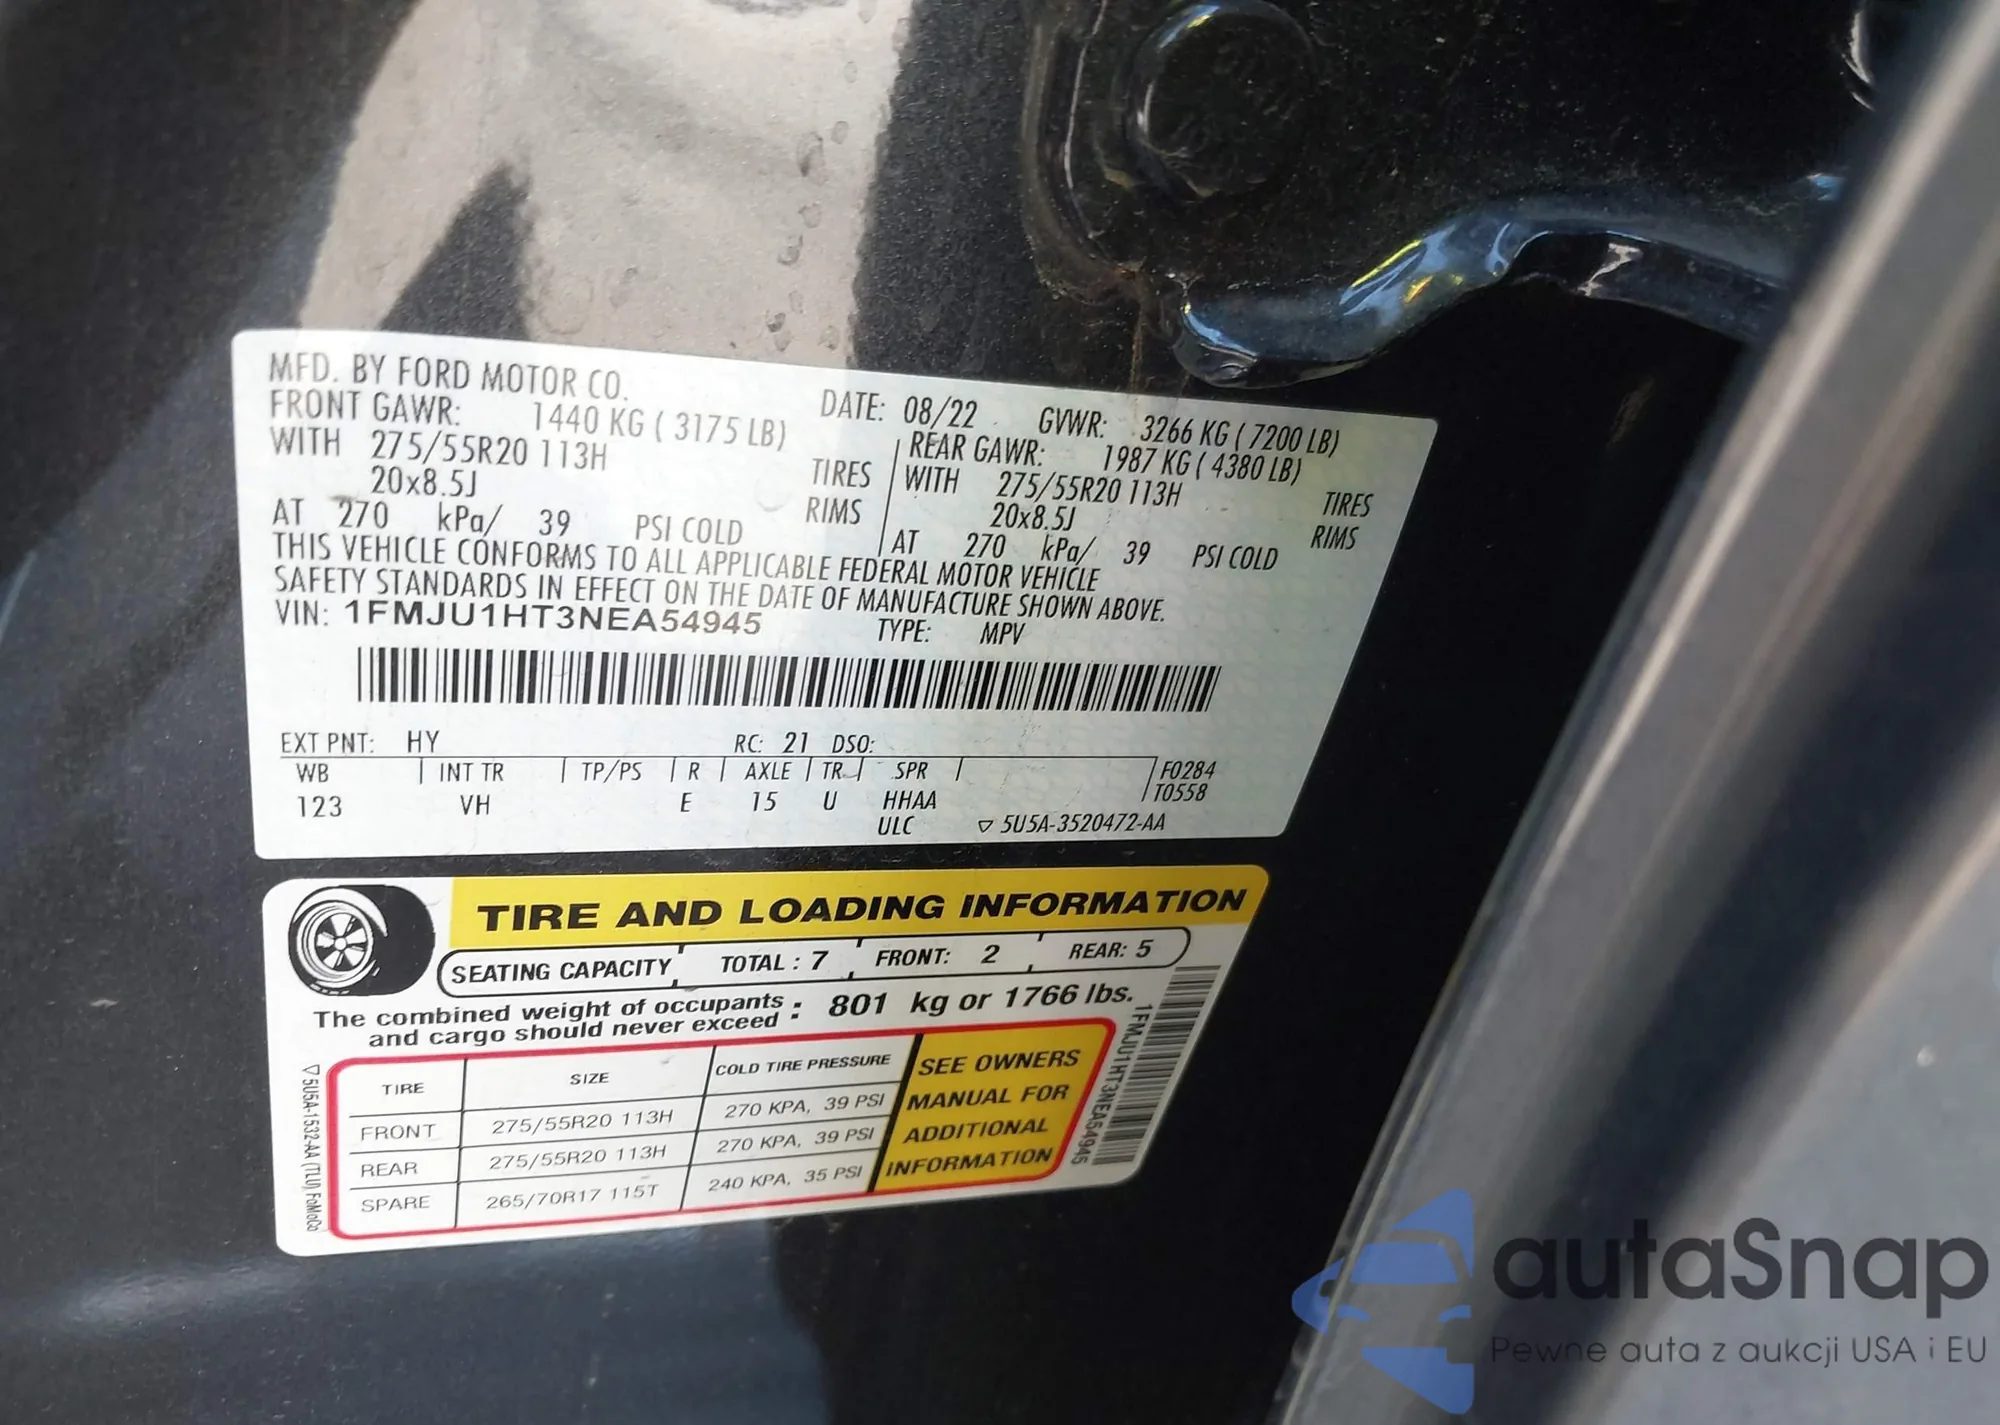 MFD. BY FORD MOTOR CO.
DATE: 08/22 GVWR: 3266 KG ( 7200 LB)
FRONT GAWR: 1440 KG ( 3175 LB)
REAR GAWR: 1987 KG ( 4380 LB)
WITH 275/55R20 113H TIRES
WITH 275/55R20 113H TIRES
20x8.5J RIMS
20x8.5J RIMS
AT 270 kPa/ 39 PSI COLD
AT 270 kPa/ 39 PSI COLD
THIS VEHICLE CONFORMS TO ALL APPLICABLE FEDERAL MOTOR VEHICLE
SAFETY STANDARDS IN EFFECT ON THE DATE OF MANUFACTURE SHOWN ABOVE.
VIN: 1FMJU1HT3NEA54945 TYPE: MPV
EXT PNT: HY RC: 21 DSO:
WB INT TR TP/PS R AXLE TR SPR F0284
123 VH E 15 U HHAA T0558
ULC ▽ 5U5A-3520472-AA
TIRE AND LOADING INFORMATION
SEATING CAPACITY TOTAL : 7 FRONT: 2 REAR: 5
The combined weight of occupants
and cargo should never exceed : 801 kg or 1766 lbs.
TIRE SIZE COLD TIRE PRESSURE
FRONT 275/55R20 113H 270 KPA, 39 PSI
REAR 275/55R20 113H 270 KPA, 39 PSI
SPARE 265/70R17 115T 240 KPA, 35 PSI
SEE OWNERS
MANUAL FOR
ADDITIONAL
INFORMATION
1FMJU1HT3NEA54945
▽5U5A-1532-AA (TLU) FoMoCo
autaSnap
Pewne auta z aukcji USA i EU